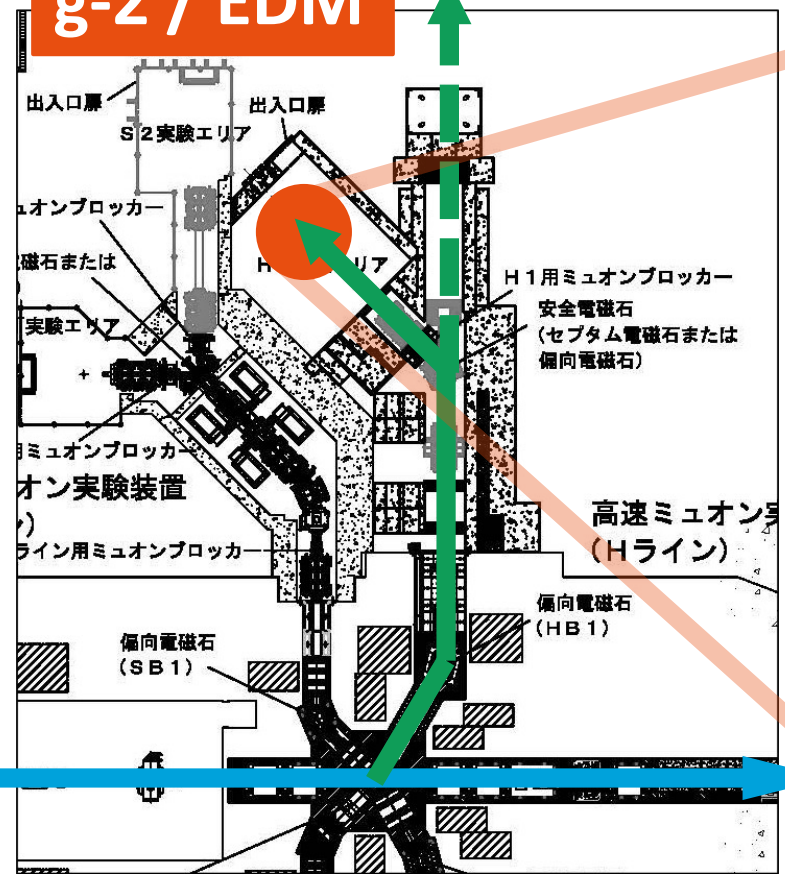 g-2 / EDM
出入口扉
出入口扉
S2実験エリア
ュオンブロッカー
磁石または
H
リア
H1用ミュオンブロッカー
安全電磁石
(セプタム電磁石または
偏向電磁石)
実験エリア
用ミュオンブロッカー
オン実験装置
)
ライン用ミュオンブロッカー
高速ミュオン実
(Hライン)
偏向電磁石
(HB1)
偏向電磁石
(SB1)